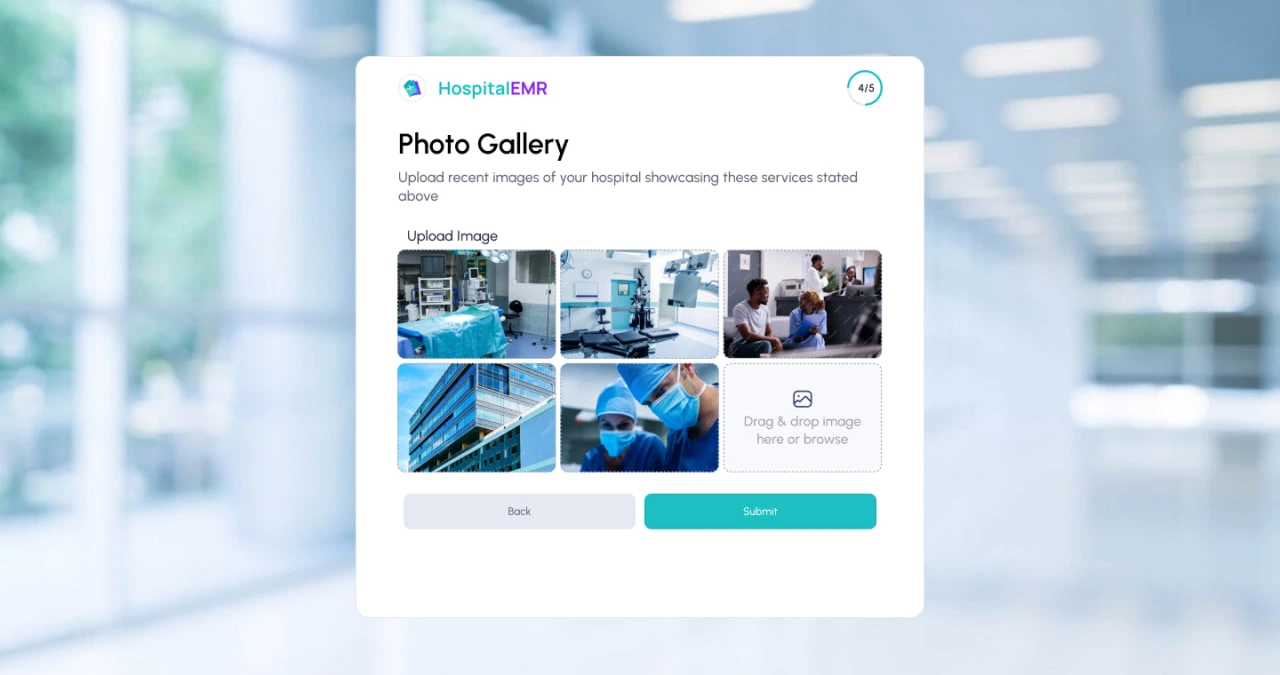 HospitalEMR
4/5
Photo Gallery
Upload recent images of your hospital showcasing these services stated
above
Upload Image
Drag & drop image
here or browse
Back
Submit